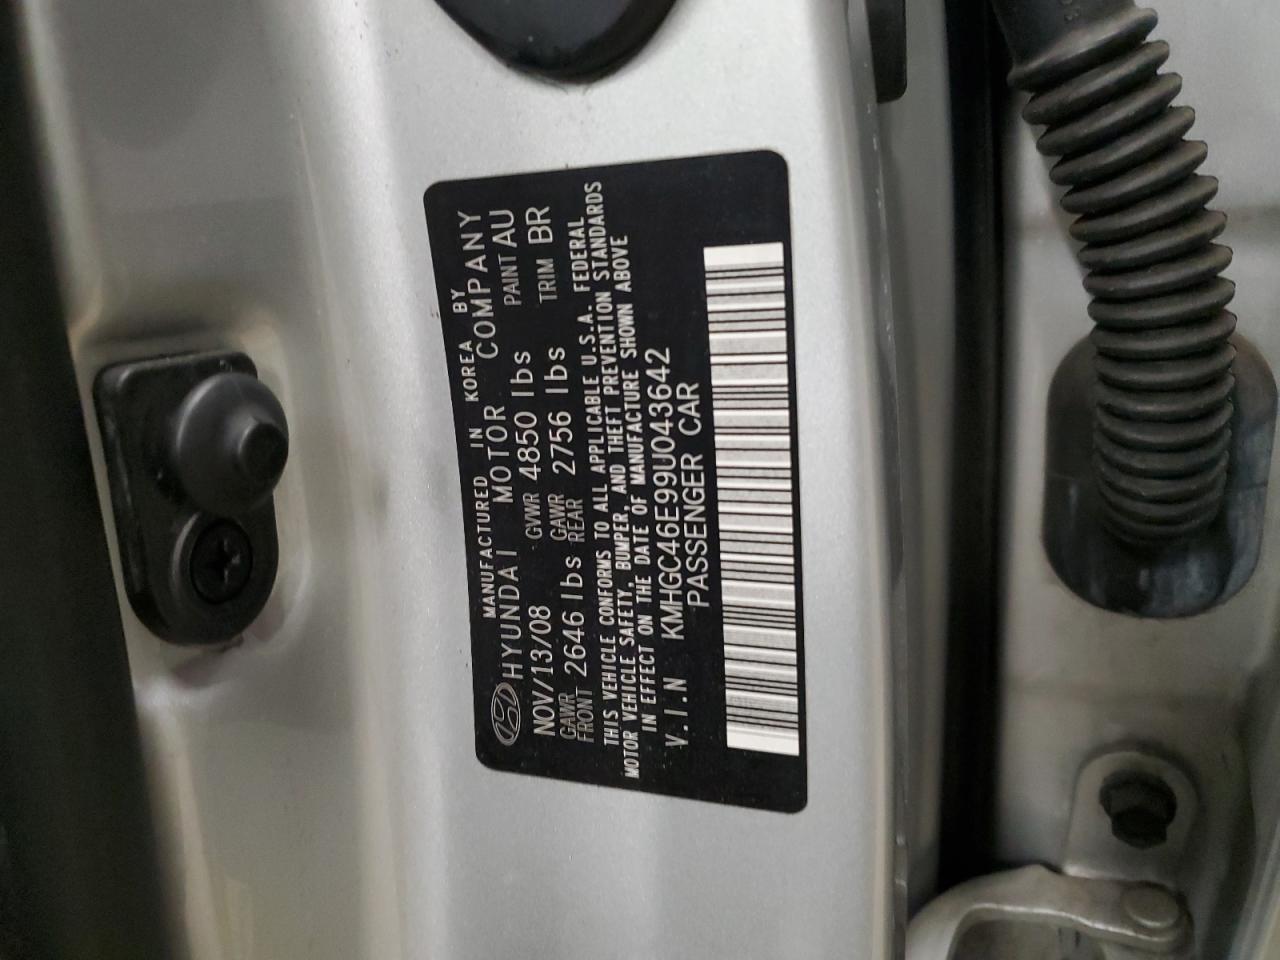 MANUFACTURED IN KOREA BY
HYUNDAI MOTOR COMPANY
NOV/13/08 GVWR 4850 lbs PAINT AU
GAWR FRONT 2646 lbs GAWR REAR 2756 lbs TRIM BR
THIS VEHICLE CONFORMS TO ALL APPLICABLE U.S.A. FEDERAL
MOTOR VEHICLE SAFETY, BUMPER, AND THEFT PREVENTION STANDARDS
IN EFFECT ON THE DATE OF MANUFACTURE SHOWN ABOVE
V.I.N KMHGC46E99U043642
PASSENGER CAR